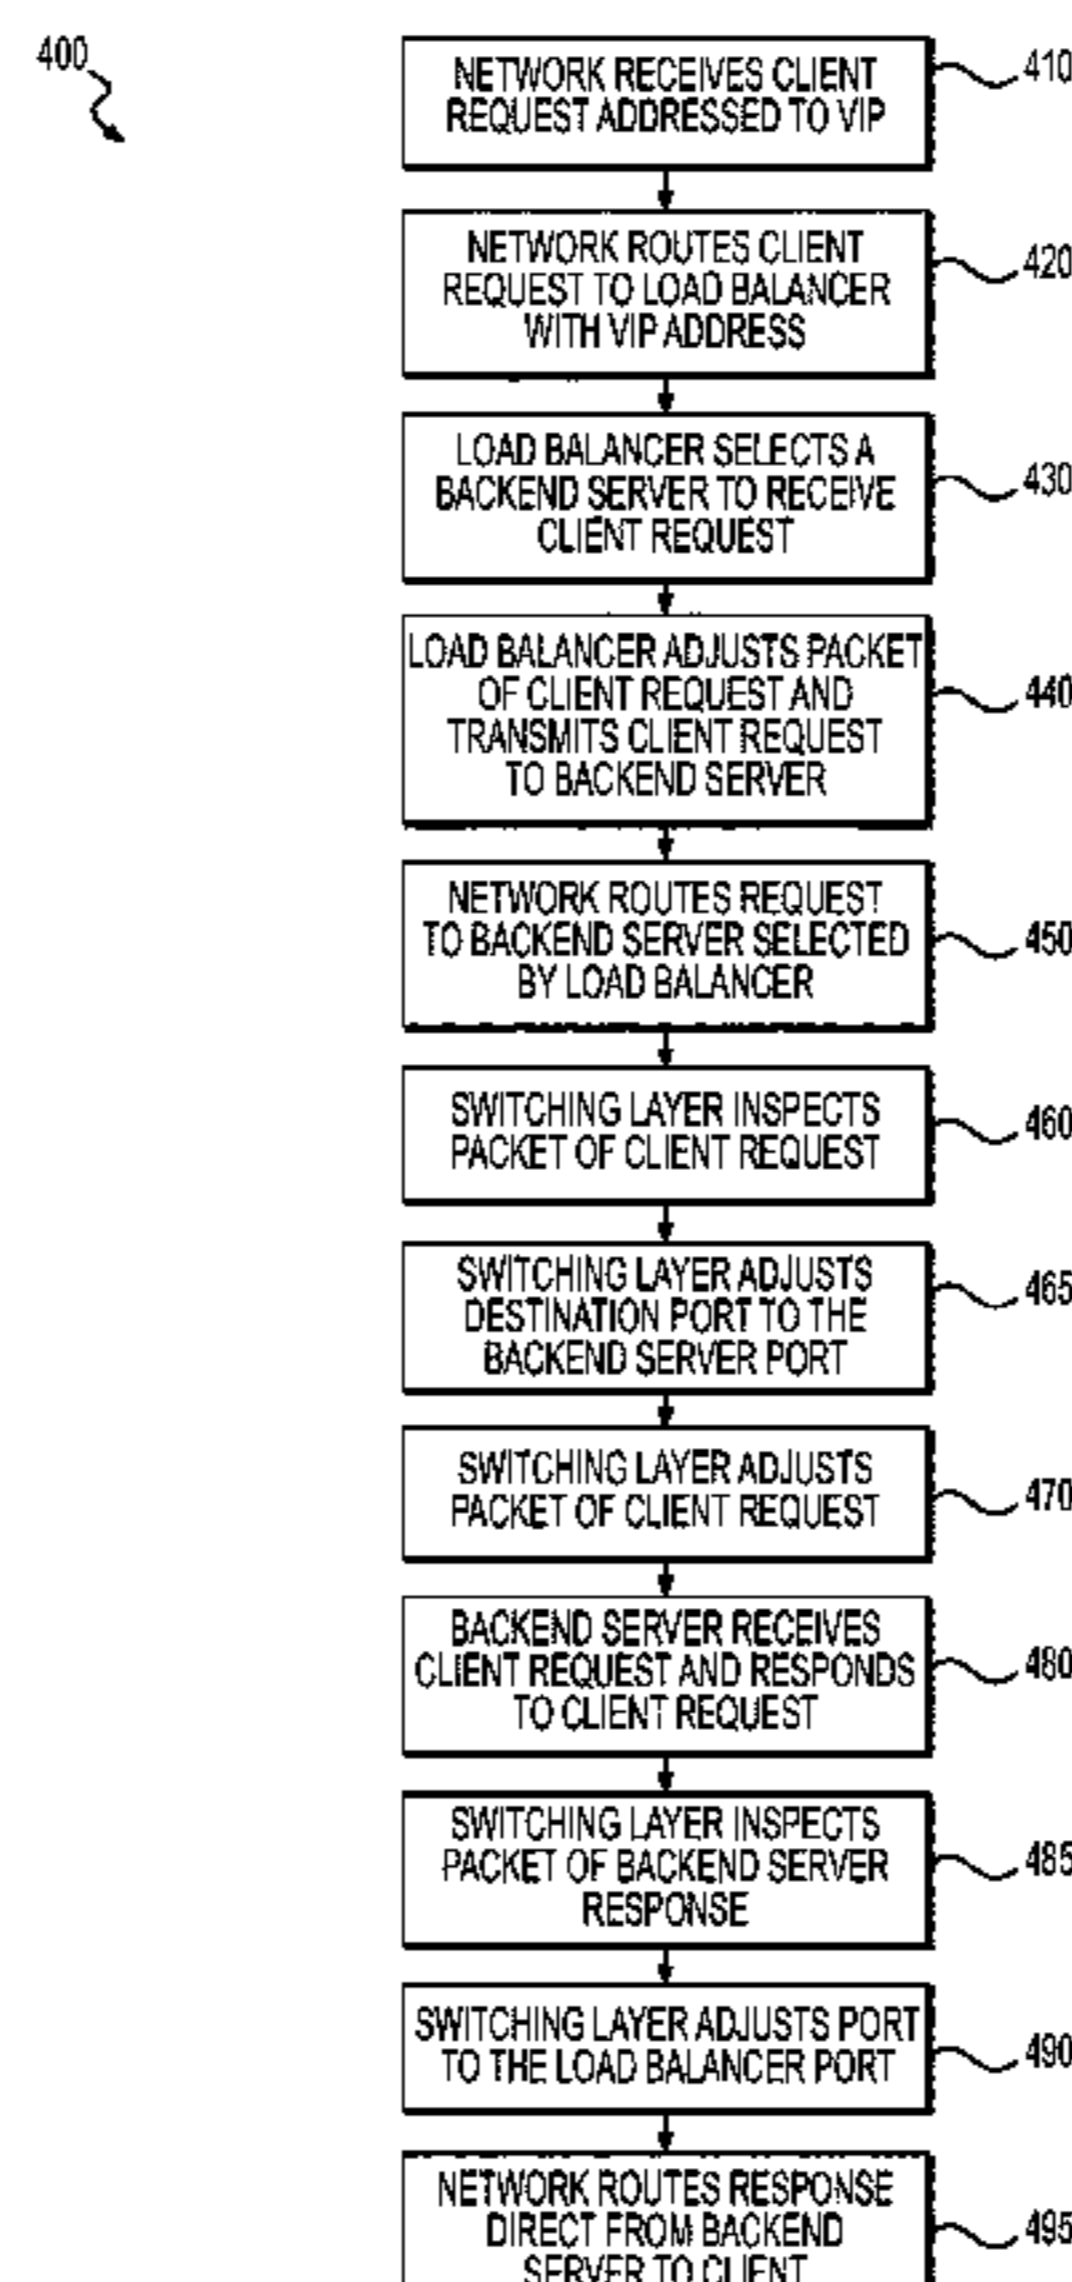 400
NETWORK RECEIVES CLIENT
REQUEST ADDRESSED TO VIP
410
NETWORK ROUTES CLIENT
REQUEST TO LOAD BALANCER
WITH VIP ADDRESS
420
LOAD BALANCER SELECTS A
BACKEND SERVER TO RECEIVE
CLIENT REQUEST
430
LOAD BALANCER ADJUSTS PACKET
OF CLIENT REQUEST AND
TRANSMITS CLIENT REQUEST
TO BACKEND SERVER
440
NETWORK ROUTES REQUEST
TO BACKEND SERVER SELECTED
BY LOAD BALANCER
450
SWITCHING LAYER INSPECTS
PACKET OF CLIENT REQUEST
460
SWITCHING LAYER ADJUSTS
DESTINATION PORT TO THE
BACKEND SERVER PORT
465
SWITCHING LAYER ADJUSTS
PACKET OF CLIENT REQUEST
470
BACKEND SERVER RECEIVES
CLIENT REQUEST AND RESPONDS
TO CLIENT REQUEST
480
SWITCHING LAYER INSPECTS
PACKET OF BACKEND SERVER
RESPONSE
485
SWITCHING LAYER ADJUSTS PORT
TO THE LOAD BALANCER PORT
490
NETWORK ROUTES RESPONSE
DIRECT FROM BACKEND
SERVER TO CLIENT
495